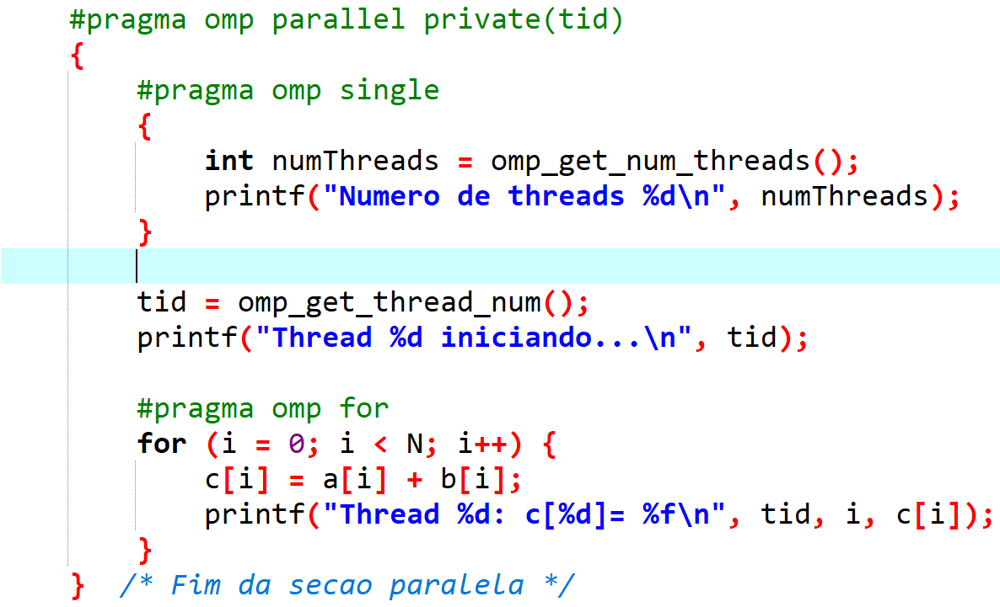 #pragma omp parallel private(tid)
{
#pragma omp single
{
int numThreads = omp_get_num_threads();
printf("Numero de threads %d\n", numThreads);
}
tid = omp_get_thread_num();
printf("Thread %d iniciando...\n", tid);
#pragma omp for
for (i = 0; i < N; i++) {
c[i] = a[i] + b[i];
printf("Thread %d: c[%d]= %f\n", tid, i, c[i]);
}
} /* Fim da secao paralela */